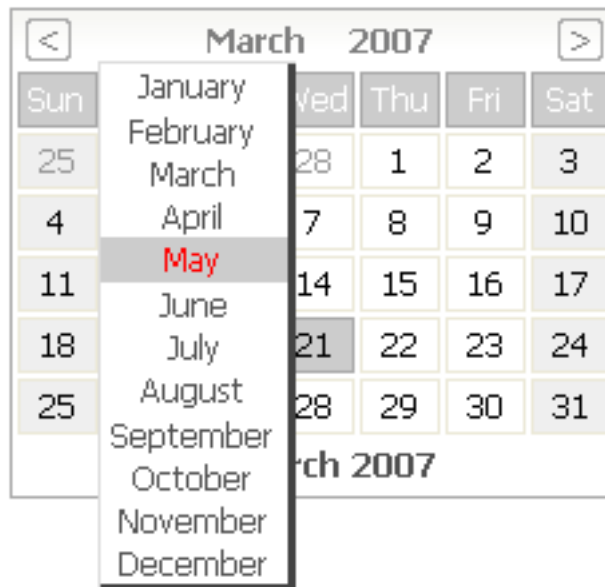 < March 2007 >
Sun Wed Thu Fri Sat
January
February
March
April
May
June
July
August
September
October
November
December
25 28 1 2 3
4 7 8 9 10
11 14 15 16 17
18 21 22 23 24
25 28 29 30 31
rch 2007